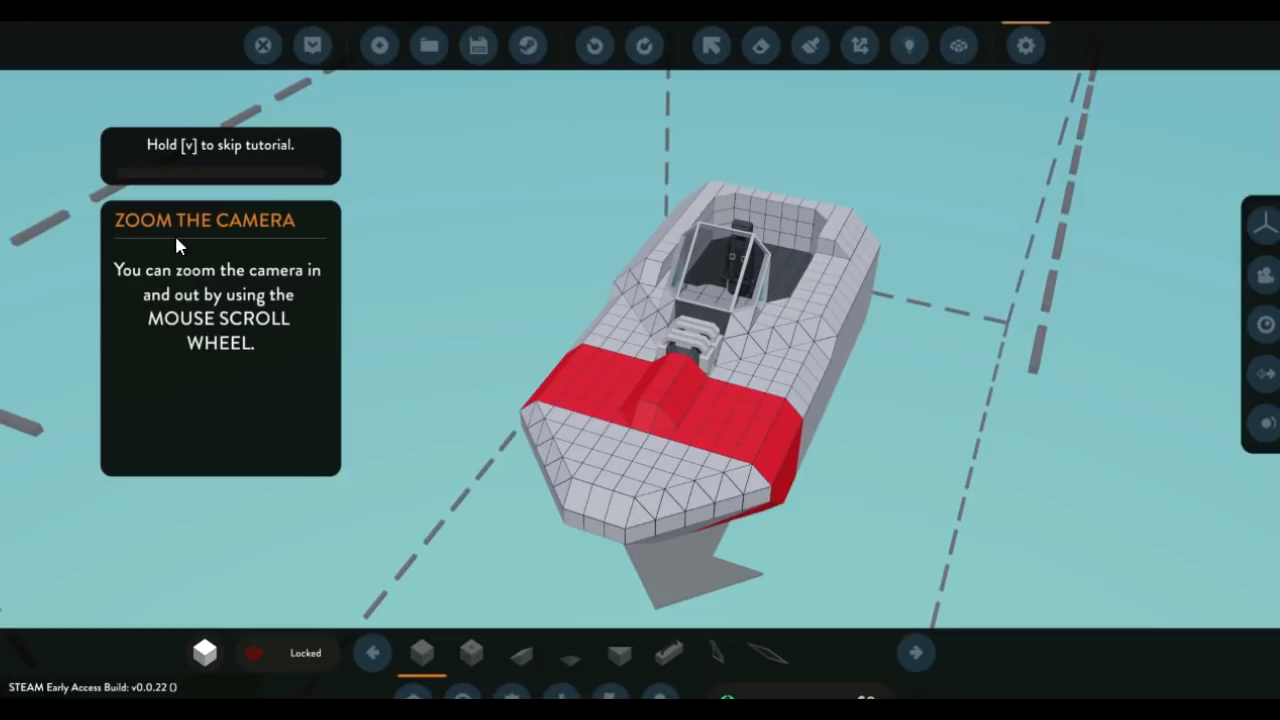 Hold [v] to skip tutorial.
ZOOM THE CAMERA
You can zoom the camera in
and out by using the
MOUSE SCROLL
WHEEL.
Locked
STEAM Early Access Build: v0.0.22 ()